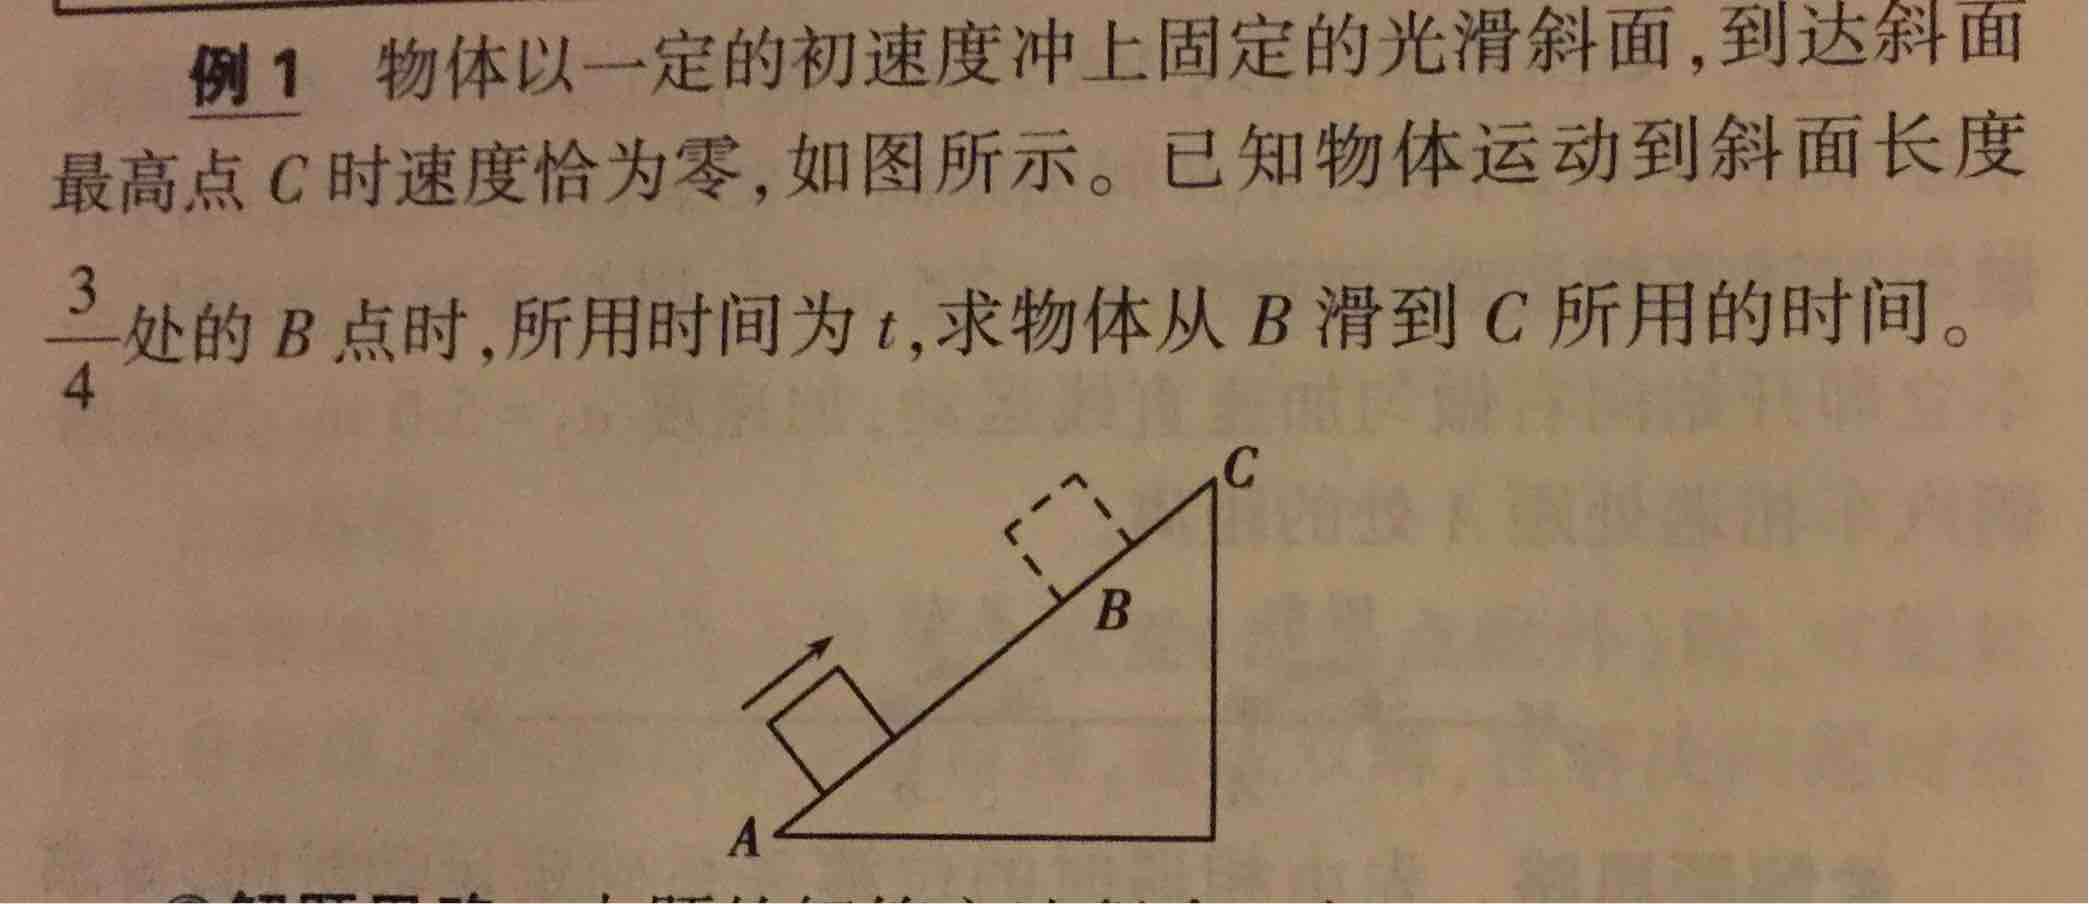 例1 物体以一定的初速度冲上固定的光滑斜面,到达斜面
最高点 C 时速度恰为零,如图所示。已知物体运动到斜面长度
3/4处的 B 点时,所用时间为 t,求物体从 B 滑到 C 所用的时间。
C
B
A